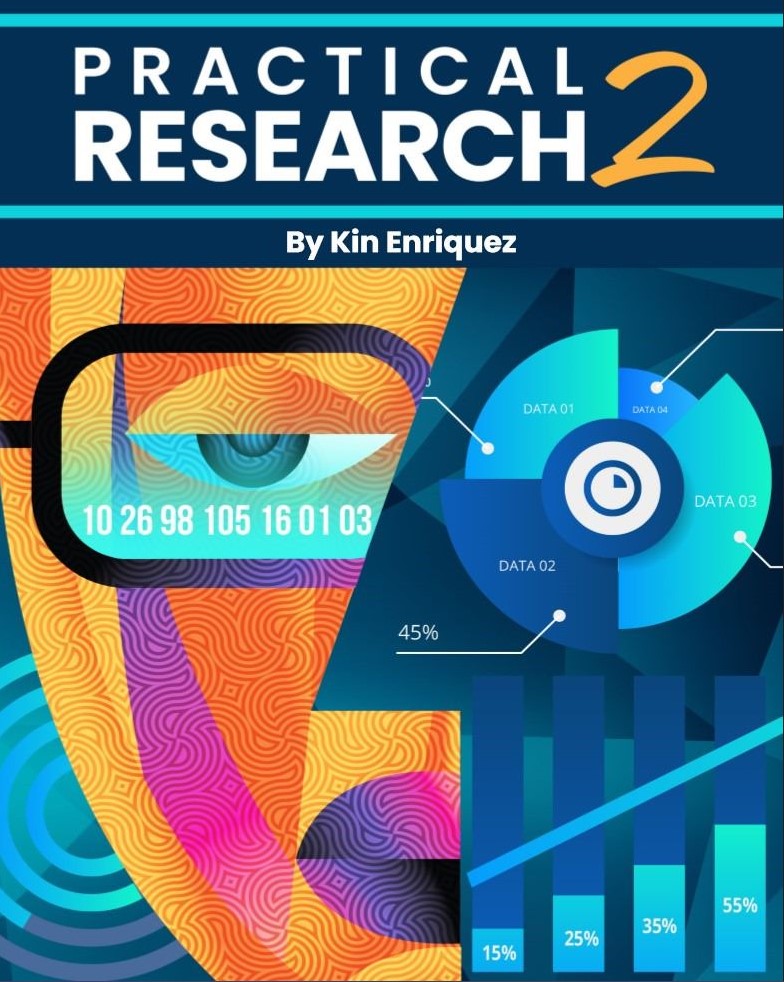 PRACTICAL
RESEARCH 2
By Kin Enriquez
10 26 98 105 16 01 03
DATA 01
DATA 04
DATA 03
DATA 02
45%
15%
25%
35%
55%